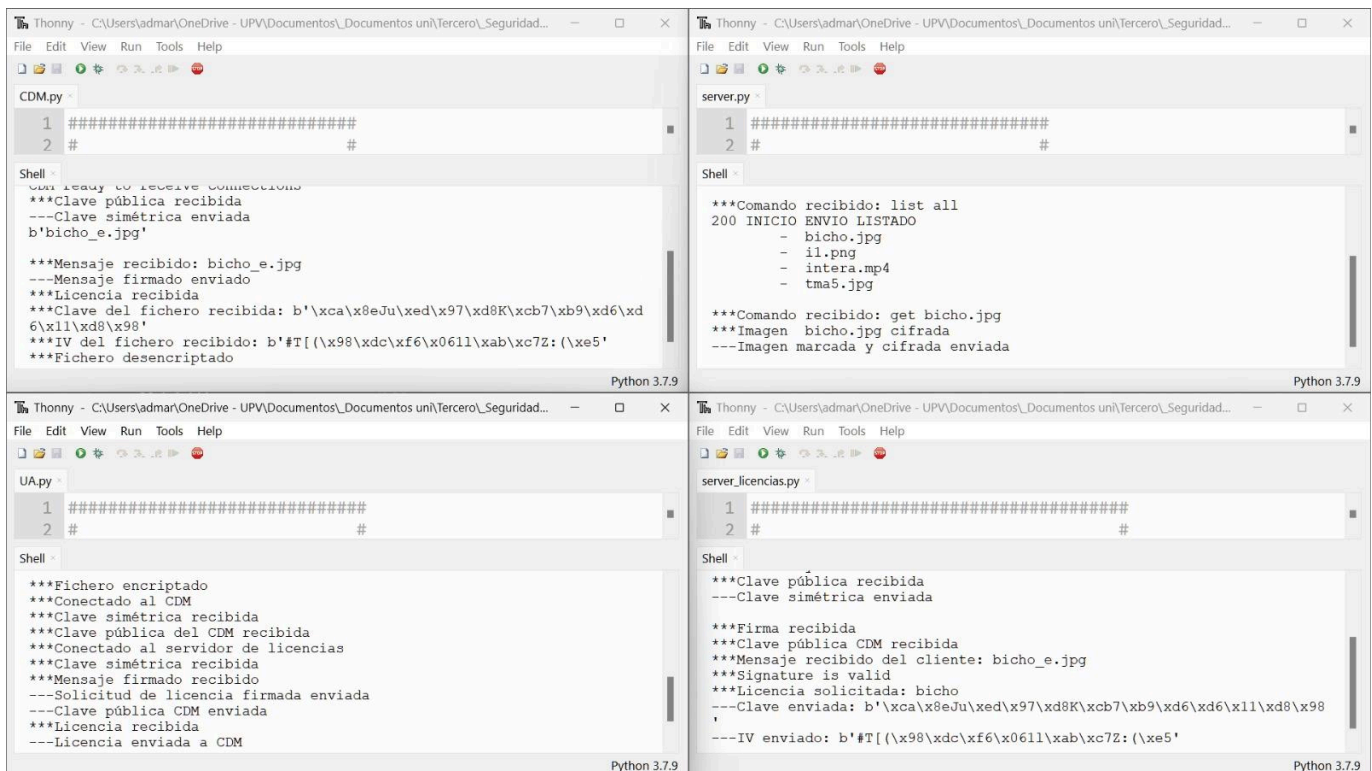 Thonny - C:\Users\admar\OneDrive - UPV\Documentos\_Documentos uni\Tercero\_Seguridad...
File Edit View Run Tools Help
CDM.py
1 #############################
2 # #
Shell
CDM ready to receive connections
***Clave pública recibida
---Clave simétrica enviada
b'bicho_e.jpg'
***Mensaje recibido: bicho_e.jpg
---Mensaje firmado enviado
***Licencia recibida
***Clave del fichero recibida: b'\xca\x8eJu\xed\x97\xd8K\xcb7\xb9\xd6\xd
6\x11\xd8\x98'
***IV del fichero recibido: b'#T[(\x98\xdc\xf6\x061l\xab\xc7Z:(\xe5'
***Fichero desencriptado
Python 3.7.9
Thonny - C:\Users\admar\OneDrive - UPV\Documentos\_Documentos uni\Tercero\_Seguridad...
File Edit View Run Tools Help
server.py
1 ##############################
2 # #
Shell
***Comando recibido: list all
200 INICIO ENVIO LISTADO
- bicho.jpg
- i1.png
- intera.mp4
- tma5.jpg
***Comando recibido: get bicho.jpg
***Imagen bicho.jpg cifrada
---Imagen marcada y cifrada enviada
Python 3.7.9
Thonny - C:\Users\admar\OneDrive - UPV\Documentos\_Documentos uni\Tercero\_Seguridad...
File Edit View Run Tools Help
UA.py
1 ##############################
2 # #
Shell
***Fichero encriptado
***Conectado al CDM
***Clave simétrica recibida
***Clave pública del CDM recibida
***Conectado al servidor de licencias
***Clave simétrica recibida
***Mensaje firmado recibido
---Solicitud de licencia firmada enviada
---Clave pública CDM enviada
***Licencia recibida
---Licencia enviada a CDM
Python 3.7.9
Thonny - C:\Users\admar\OneDrive - UPV\Documentos\_Documentos uni\Tercero\_Seguridad...
File Edit View Run Tools Help
server_licencias.py
1 ######################################
2 # #
Shell
***Clave pública recibida
---Clave simétrica enviada
***Firma recibida
***Clave pública CDM recibida
***Mensaje recibido del cliente: bicho_e.jpg
***Signature is valid
***Licencia solicitada: bicho
---Clave enviada: b'\xca\x8eJu\xed\x97\xd8K\xcb7\xb9\xd6\xd6\x11\xd8\x98
'
---IV enviado: b'#T[(\x98\xdc\xf6\x061l\xab\xc7Z:(\xe5'
Python 3.7.9